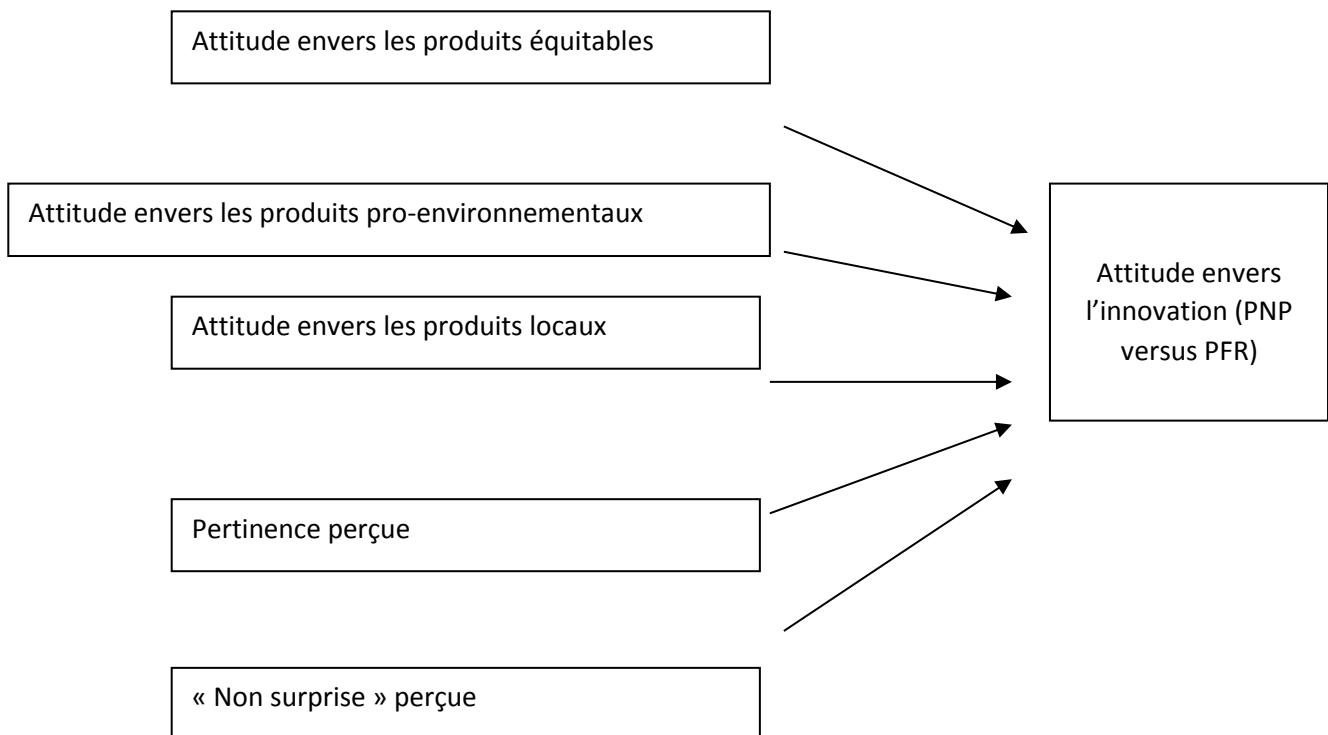 Attitude envers les produits équitables
Attitude envers les produits pro-environnementaux
Attitude envers les produits locaux
Pertinence perçue
« Non surprise » perçue
Attitude envers
l’innovation (PNP
versus PFR)